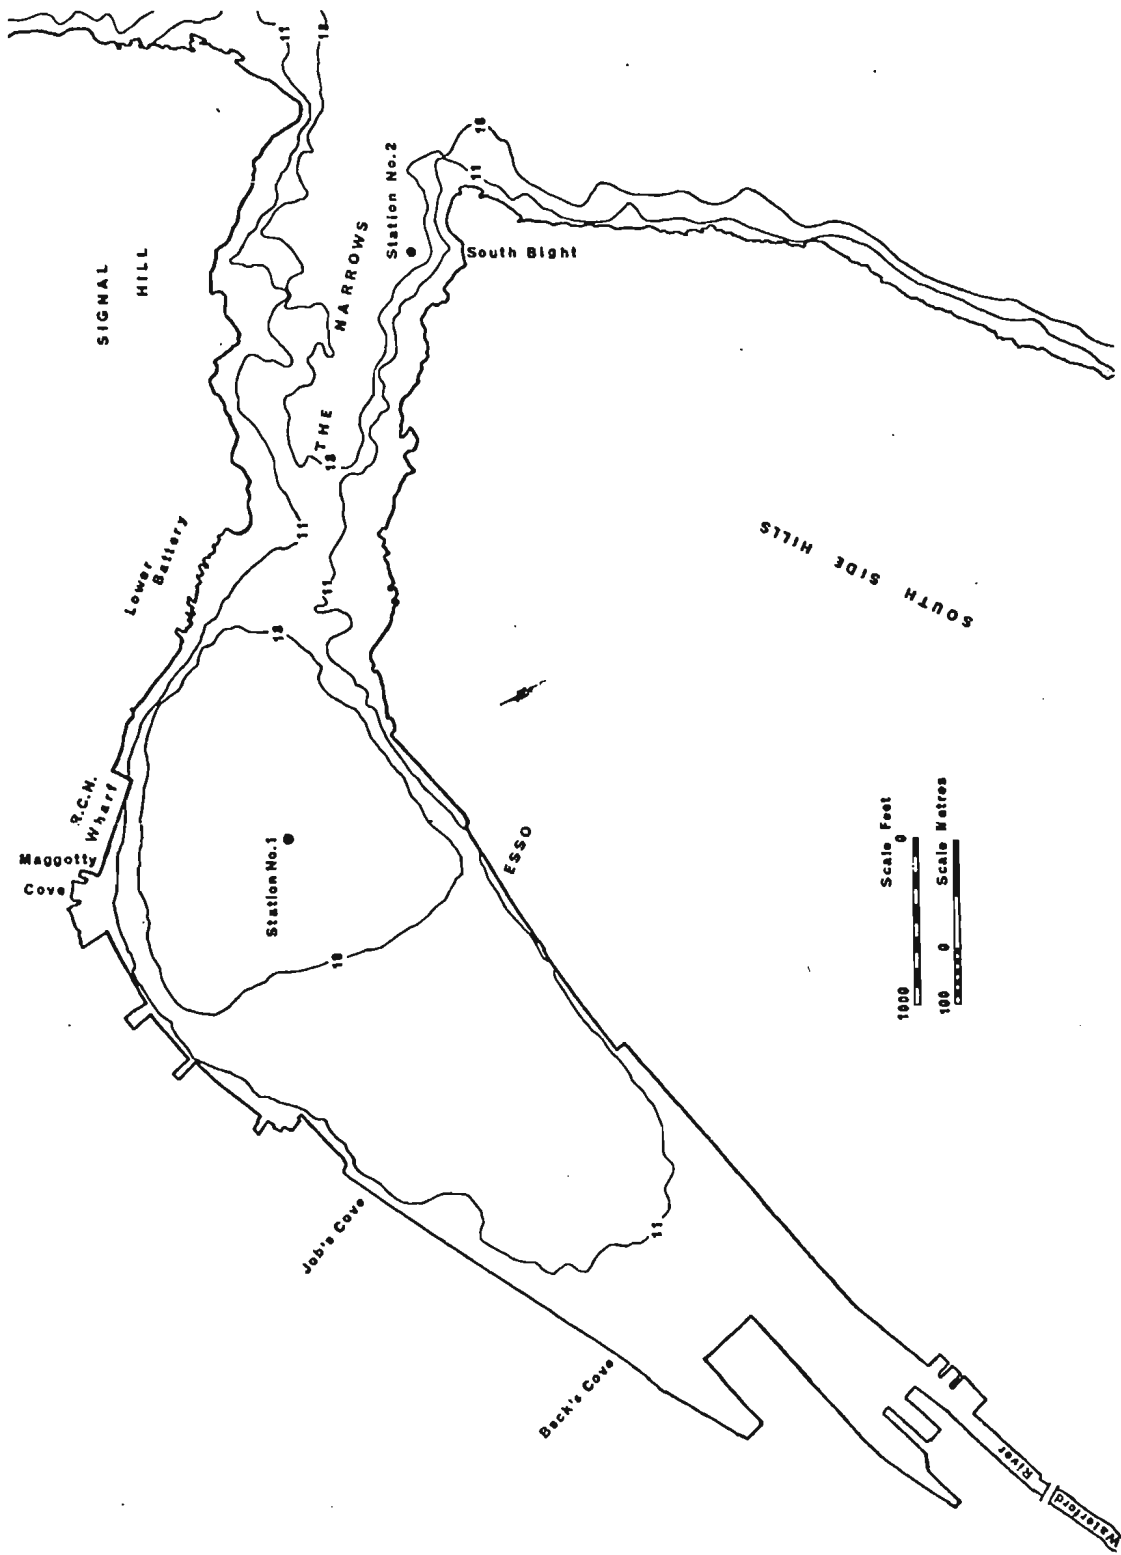 11
18
SIGNAL
HILL
THE NARROWS
Station No.2
18
11
South Bight
18
11
11
Lower
Battery
18
SOUTH SIDE HILLS
R.C.N.
Wharf
Maggotty
Cove
Station No.1
ESSO
18
Scale Feet
1000 0
Scale Metres
100 0
Job's Cove
11
Beck's Cove
Waterford River